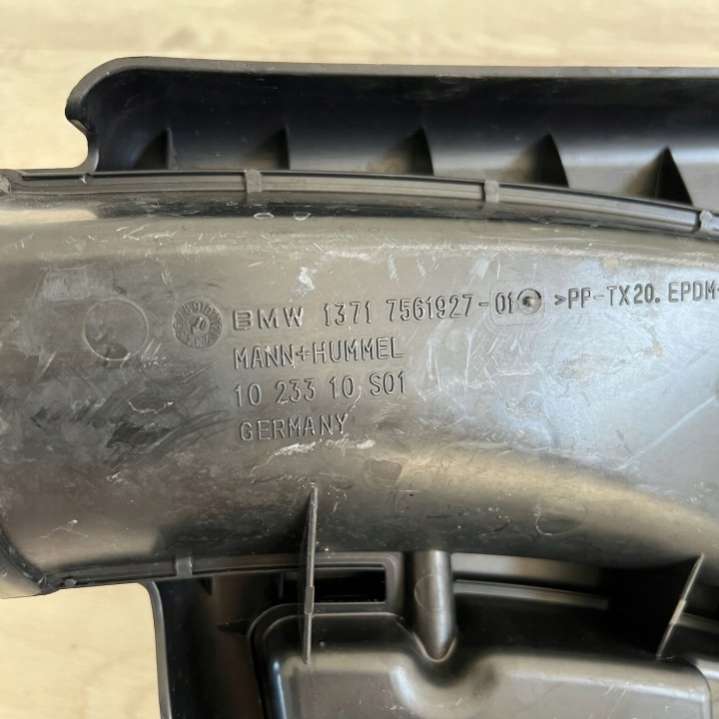 BMW 1371 7561927-01 >PP-TX20. EPDM
MANN+HUMMEL
10 233 10 S01
GERMANY